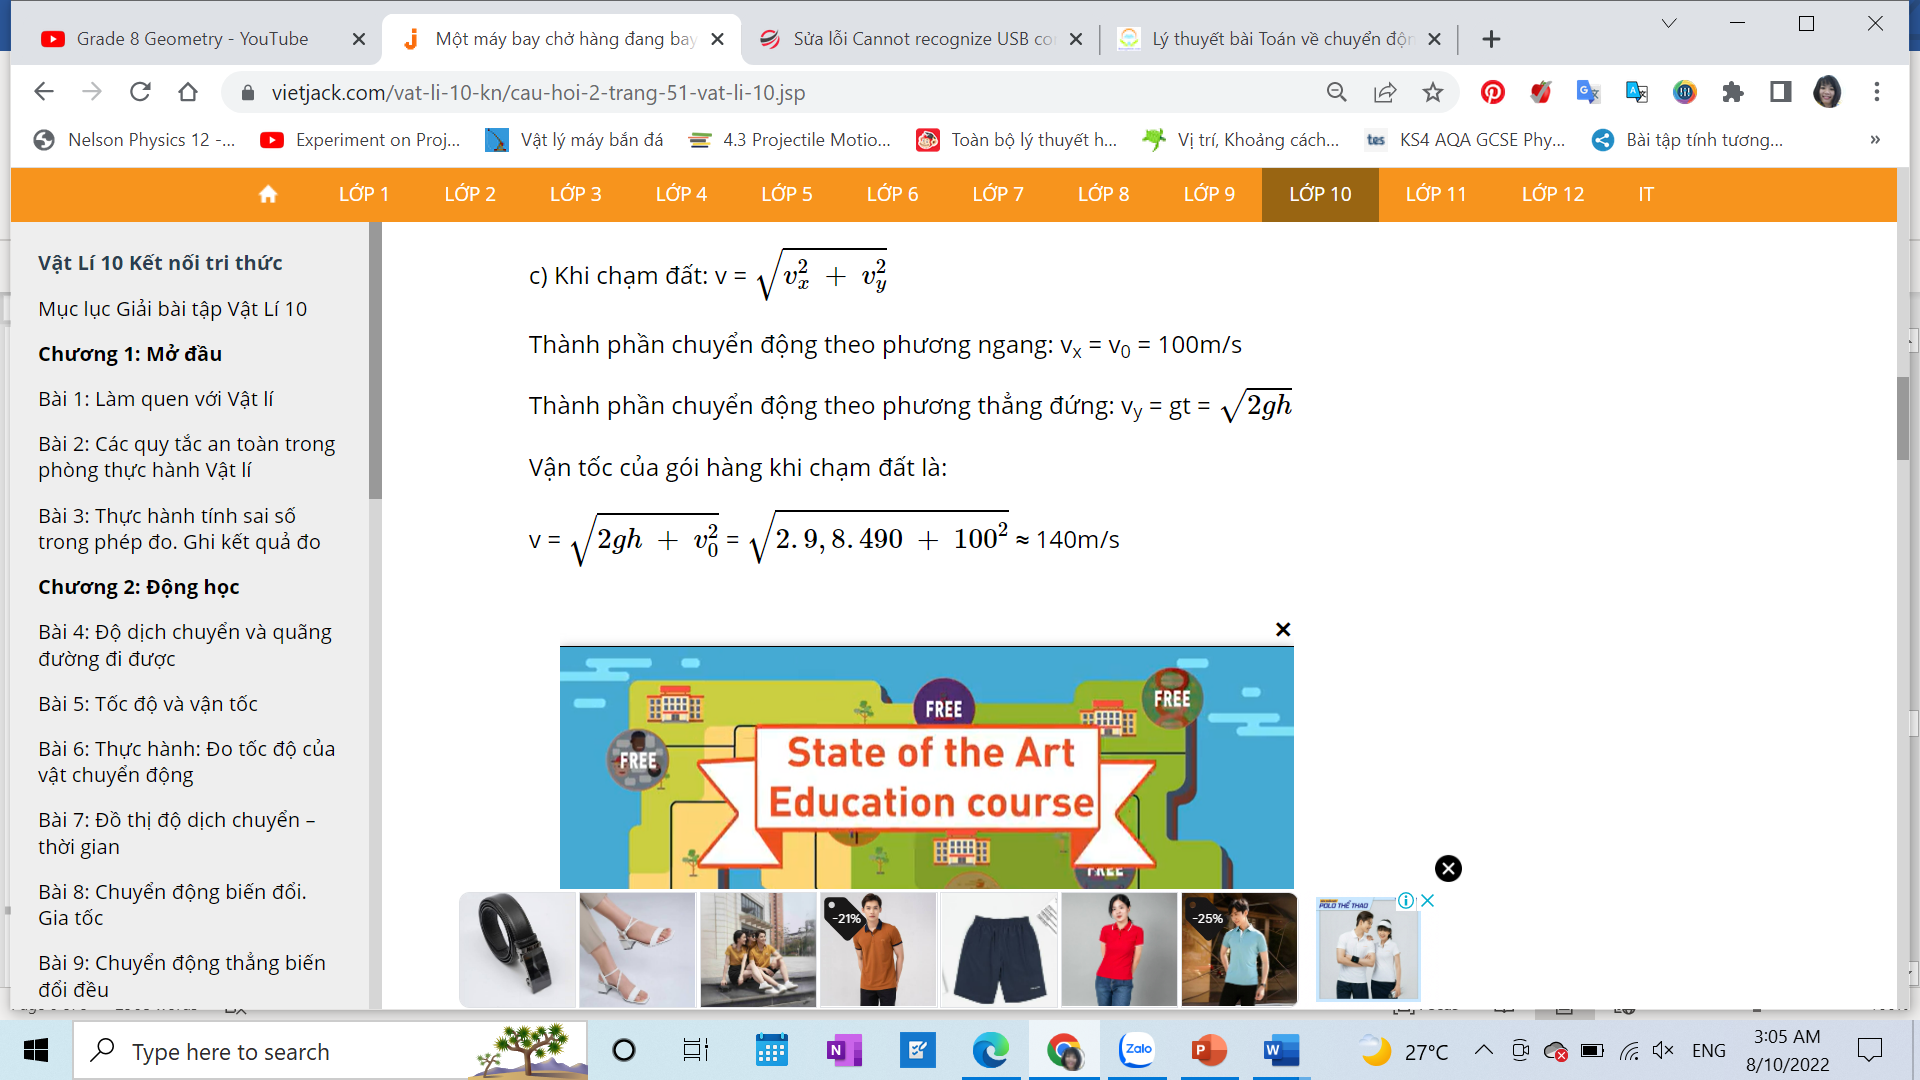 Grade 8 Geometry - YouTube
Một máy bay chở hàng đang bay
Sửa lỗi Cannot recognize USB co
Lý thuyết bài Toán về chuyển độn
vietjack.com/vat-li-10-kn/cau-hoi-2-trang-51-vat-li-10.jsp
Nelson Physics 12 -...
Experiment on Proj...
Vật lý máy bắn đá
4.3 Projectile Motio...
Toàn bộ lý thuyết h...
Vị trí, Khoảng cách...
tes KS4 AQA GCSE Phy...
Bài tập tính tương...
»
LỚP 1 LỚP 2 LỚP 3 LỚP 4 LỚP 5 LỚP 6 LỚP 7 LỚP 8 LỚP 9 LỚP 10 LỚP 11 LỚP 12 IT
Vật Lí 10 Kết nối tri thức
Mục lục Giải bài tập Vật Lí 10
Chương 1: Mở đầu
Bài 1: Làm quen với Vật lí
Bài 2: Các quy tắc an toàn trong
phòng thực hành Vật lí
Bài 3: Thực hành tính sai số
trong phép đo. Ghi kết quả đo
Chương 2: Động học
Bài 4: Độ dịch chuyển và quãng
đường đi được
Bài 5: Tốc độ và vận tốc
Bài 6: Thực hành: Đo tốc độ của
vật chuyển động
Bài 7: Đồ thị độ dịch chuyển –
thời gian
Bài 8: Chuyển động biến đổi.
Gia tốc
Bài 9: Chuyển động thẳng biến
đổi đều
c) Khi chạm đất: v = √(v_x² + v_y²)
Thành phần chuyển động theo phương ngang: vₓ = v₀ = 100m/s
Thành phần chuyển động theo phương thẳng đứng: v_y = gt = √(2gh)
Vận tốc của gói hàng khi chạm đất là:
v = √(2gh + v₀²) = √(2.9,8.490 + 100²) ≈ 140m/s
FREE
FREE
FREE
State of the Art
Education course
FREE
-21%
-25%
POLO THỂ THAO
Type here to search
Zalo
27°C
ENG
3:05 AM
8/10/2022